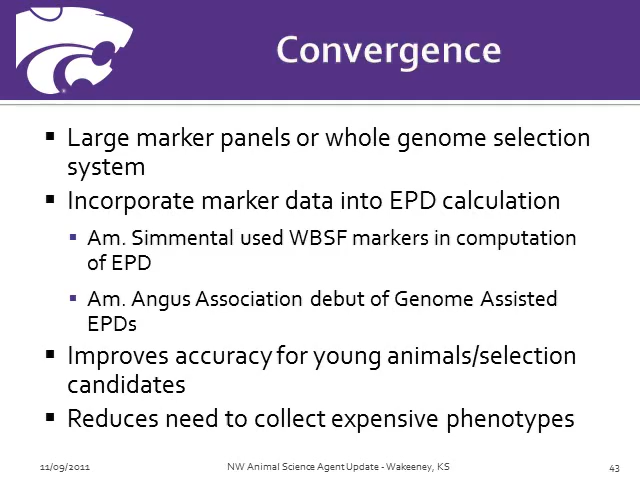 Convergence
▪ Large marker panels or whole genome selection
system
▪ Incorporate marker data into EPD calculation
▪ Am. Simmental used WBSF markers in computation
of EPD
▪ Am. Angus Association debut of Genome Assisted
EPDs
▪ Improves accuracy for young animals/selection
candidates
▪ Reduces need to collect expensive phenotypes
11/09/2011 NW Animal Science Agent Update - Wakeeney, KS 43